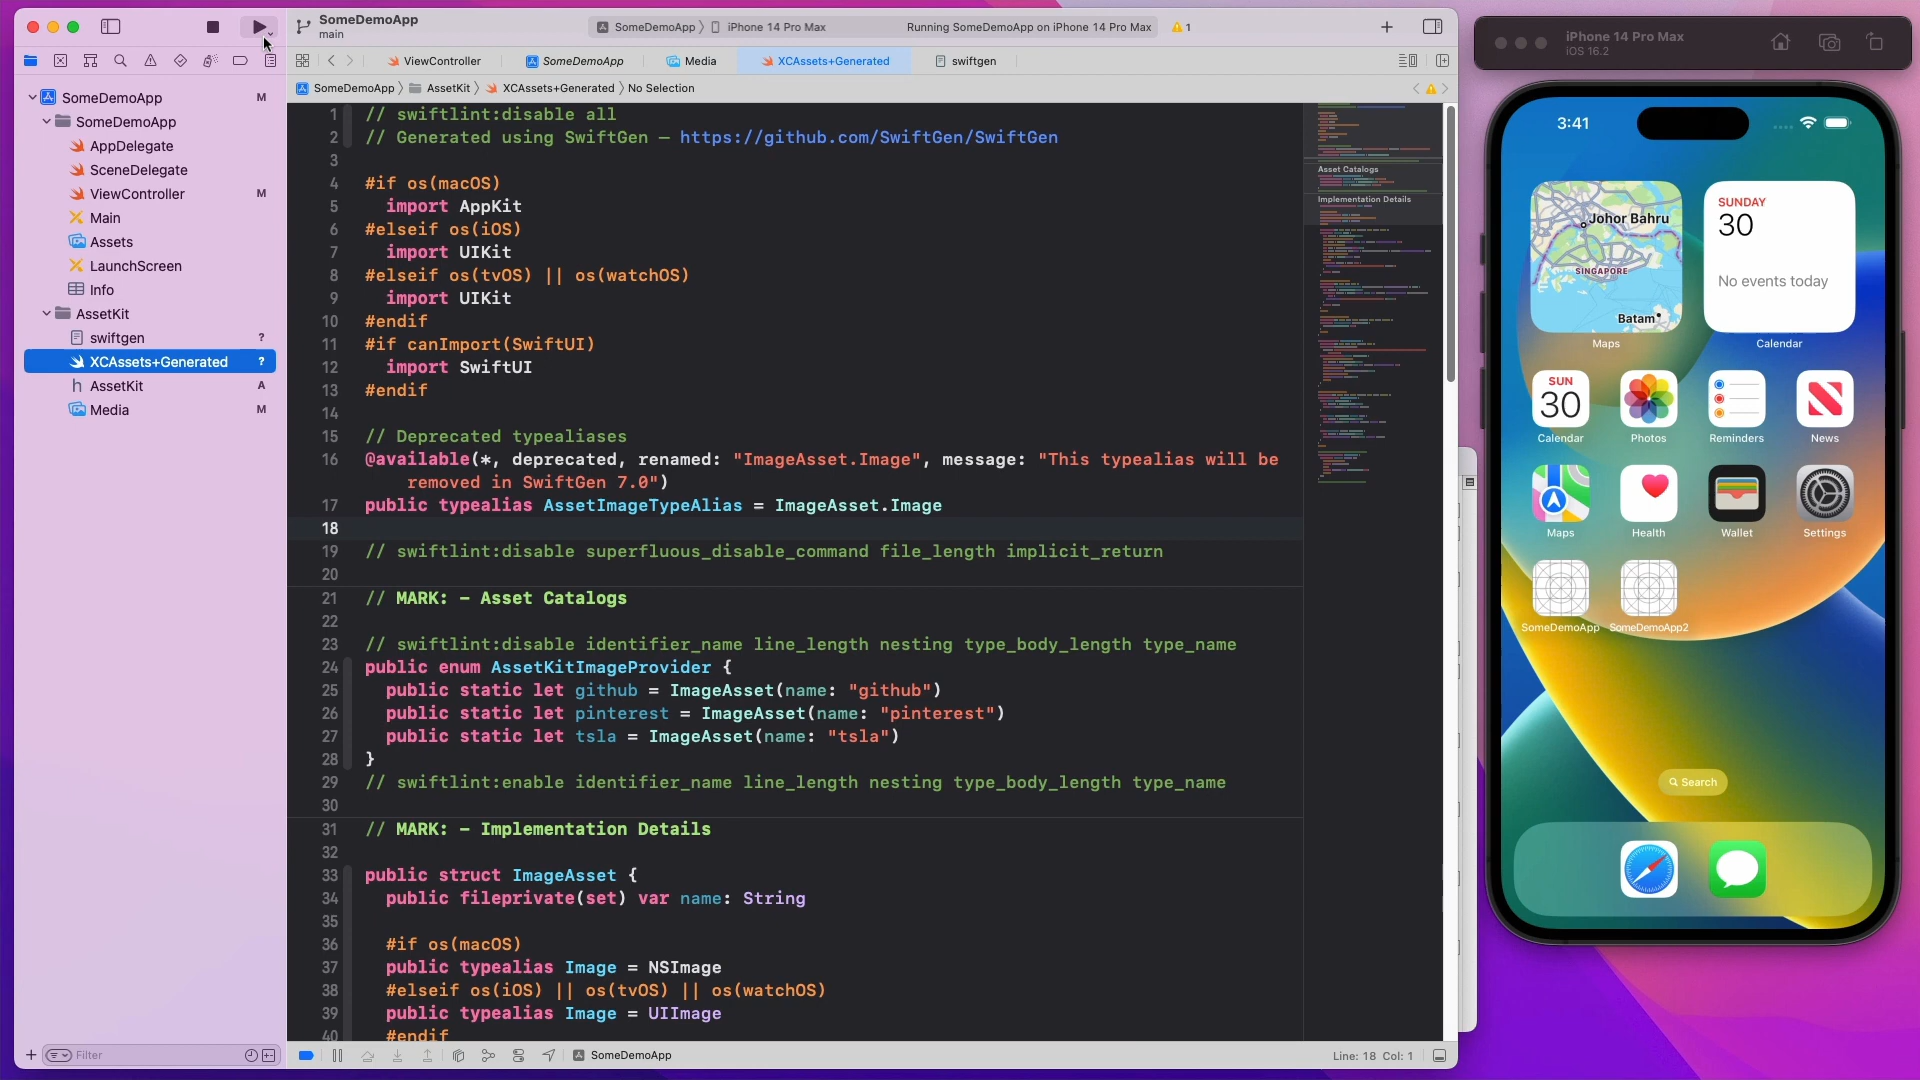 SomeDemoApp
main
SomeDemoApp
iPhone 14 Pro Max
Running SomeDemoApp on iPhone 14 Pro Max
1
ViewController
SomeDemoApp
Media
XCAssets+Generated
swiftgen
SomeDemoApp
AssetKit
XCAssets+Generated
No Selection
SomeDemoApp M
SomeDemoApp
AppDelegate
SceneDelegate
ViewController M
Main
Assets
LaunchScreen
Info
AssetKit
swiftgen ?
XCAssets+Generated ?
h AssetKit A
Media M
Filter
1 // swiftlint:disable all
2 // Generated using SwiftGen — https://github.com/SwiftGen/SwiftGen
3
4 #if os(macOS)
5 import AppKit
6 #elseif os(iOS)
7 import UIKit
8 #elseif os(tvOS) || os(watchOS)
9 import UIKit
10 #endif
11 #if canImport(SwiftUI)
12 import SwiftUI
13 #endif
14
15 // Deprecated typealiases
16 @available(*, deprecated, renamed: "ImageAsset.Image", message: "This typealias will be
removed in SwiftGen 7.0")
17 public typealias AssetImageTypeAlias = ImageAsset.Image
18
19 // swiftlint:disable superfluous_disable_command file_length implicit_return
20
21 // MARK: - Asset Catalogs
22
23 // swiftlint:disable identifier_name line_length nesting type_body_length type_name
24 public enum AssetKitImageProvider {
25 public static let github = ImageAsset(name: "github")
26 public static let pinterest = ImageAsset(name: "pinterest")
27 public static let tsla = ImageAsset(name: "tsla")
28 }
29 // swiftlint:enable identifier_name line_length nesting type_body_length type_name
30
31 // MARK: - Implementation Details
32
33 public struct ImageAsset {
34 public fileprivate(set) var name: String
35
36 #if os(macOS)
37 public typealias Image = NSImage
38 #elseif os(iOS) || os(tvOS) || os(watchOS)
39 public typealias Image = UIImage
40 #endif
Asset Catalogs
Implementation Details
SomeDemoApp
Line: 18 Col: 1
iPhone 14 Pro Max
iOS 16.2
3:41
Johor Bahru
SINGAPORE
Batam
Maps
SUNDAY
30
No events today
Calendar
SUN
30
Calendar
Photos
Reminders
News
Maps
Health
Wallet
Settings
SomeDemoApp
SomeDemoApp2
Search